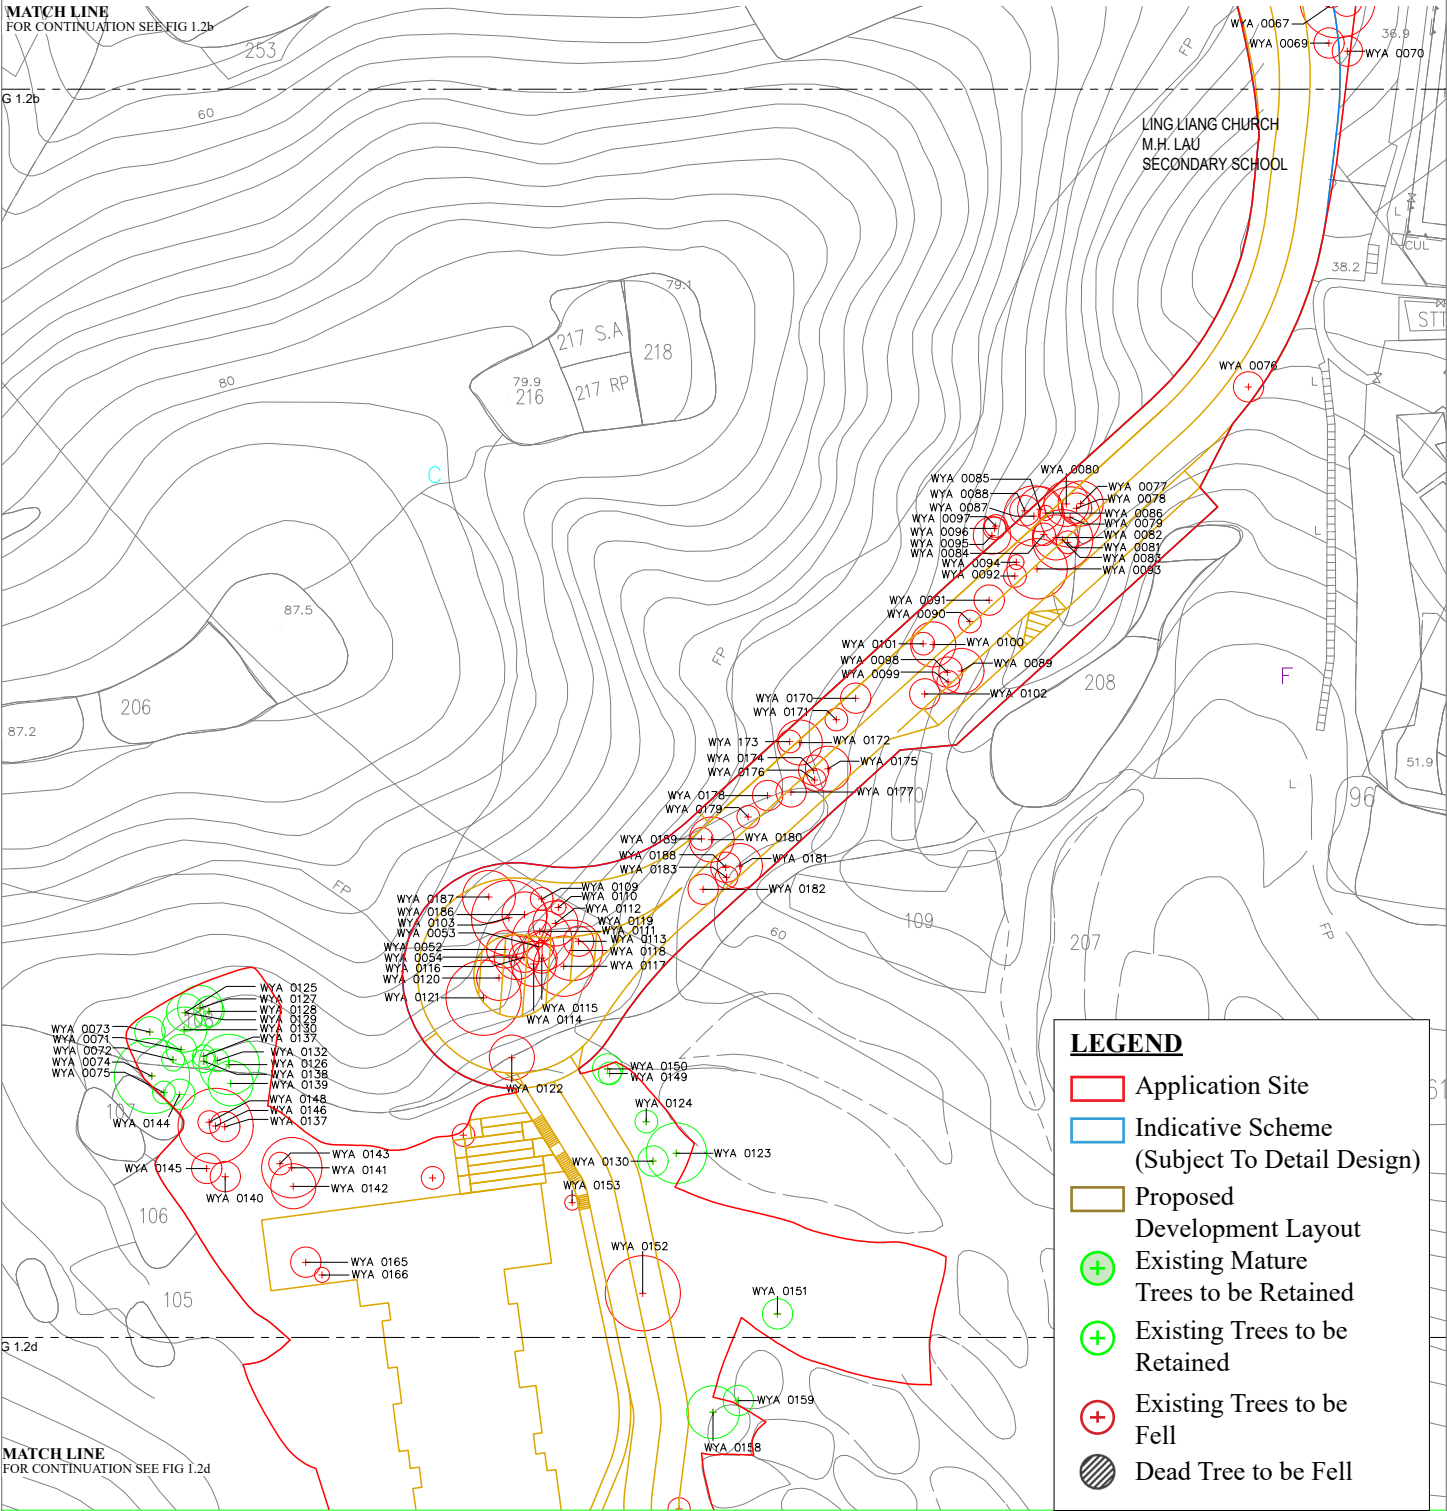 MATCH LINE
FOR CONTINUATION SEE FIG 1.2b
253
G 1.2b
60
FP
WYA 0067
WYA 0069
36.9
WYA 0070
LING LIANG CHURCH
M.H. LAU
SECONDARY SCHOOL
L
CUL
38.2
STT
79.1
217 S.A
218
217 RP
79.9
216
80
WYA 0076
L
C
WYA 0080
WYA 0085
WYA 0088
WYA 0087
WYA 0097
WYA 0096
WYA 0095
WYA 0084
WYA 0094
WYA 0092
WYA 0077
WYA 0078
WYA 0086
WYA 0079
WYA 0082
WYA 0081
WYA 0083
WYA 0093
L
WYA 0091
WYA 0090
WYA 0101
WYA 0100
WYA 0098
WYA 0099
WYA 0089
WYA 0102
87.5
FP
F
208
206
87.2
WYA 0170
WYA 0171
WYA 173
WYA 0172
WYA 0174
WYA 0176
WYA 0175
WYA 0178
WYA 0177
110
WYA 0179
51.9
L
96
WYA 0189
WYA 0180
WYA 0188
WYA 0183
WYA 0181
WYA 0182
FP
WYA 0187
WYA 0186
WYA 0103
WYA 0053
WYA 0052
WYA 0054
WYA 0116
WYA 0120
WYA 0121
WYA 0109
WYA 0110
WYA 0112
WYA 0119
WYA 0111
WYA 0113
WYA 0118
WYA 0117
WYA 0115
WYA 0114
60
109
207
FP
WYA 0125
WYA 0127
WYA 0128
WYA 0129
WYA 0130
WYA 0137
WYA 0132
WYA 0126
WYA 0138
WYA 0139
WYA 0148
WYA 0146
WYA 0137
WYA 0073
WYA 0071
WYA 0072
WYA 0074
WYA 0075
WYA 0144
107
WYA 0122
WYA 0150
WYA 0149
WYA 0124
WYA 0123
WYA 0130
WYA 0153
WYA 0145
WYA 0140
WYA 0143
WYA 0141
WYA 0142
106
WYA 0152
WYA 0165
WYA 0166
WYA 0151
105
G 1.2d
WYA 0159
WYA 0158
MATCH LINE
FOR CONTINUATION SEE FIG 1.2d
LEGEND
Application Site
Indicative Scheme
(Subject To Detail Design)
Proposed
Development Layout
Existing Mature
Trees to be Retained
Existing Trees to be
Retained
Existing Trees to be
Fell
Dead Tree to be Fell